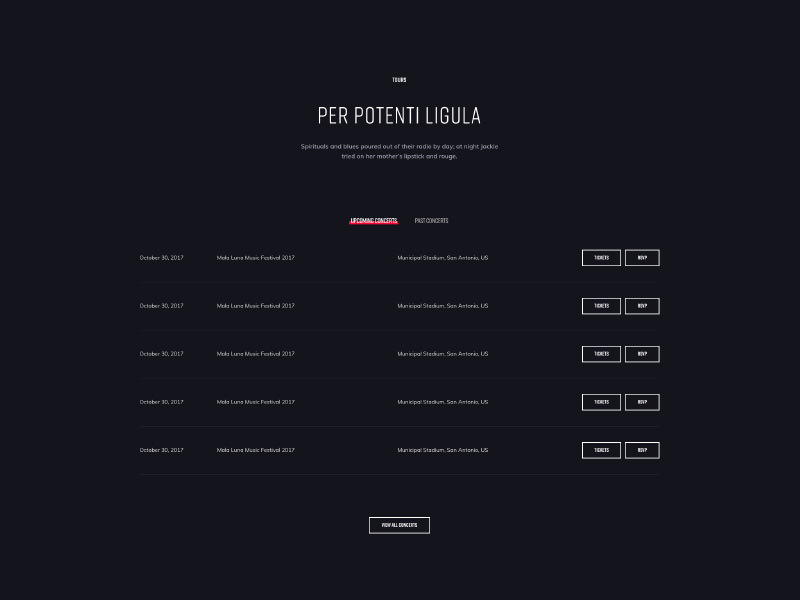 TOURS
PER POTENTI LIGULA
Spirituals and blues poured out of their radio by day; at night Jackie
tried on her mother's lipstick and rouge.
UPCOMING CONCERTS PAST CONCERTS
October 30, 2017 Mala Luna Music Festival 2017 Municipal Stadium, San Antonio, US TICKETS RSVP
October 30, 2017 Mala Luna Music Festival 2017 Municipal Stadium, San Antonio, US TICKETS RSVP
October 30, 2017 Mala Luna Music Festival 2017 Municipal Stadium, San Antonio, US TICKETS RSVP
October 30, 2017 Mala Luna Music Festival 2017 Municipal Stadium, San Antonio, US TICKETS RSVP
October 30, 2017 Mala Luna Music Festival 2017 Municipal Stadium, San Antonio, US TICKETS RSVP
VIEW ALL CONCERTS